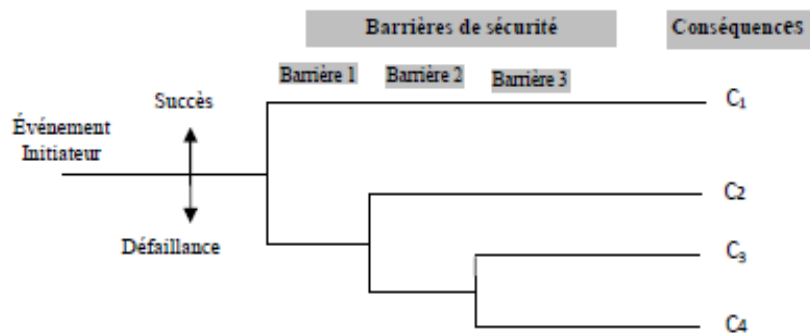 Barrières de sécurité
Conséquences
Barrière 1
Barrière 2
Barrière 3
Succès
C₁
Événement
Initiateur
C2
Défaillance
C₃
C4